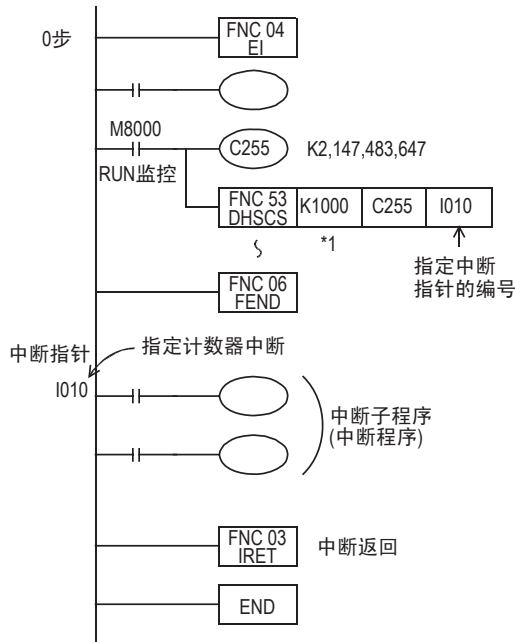 0步
FNC 04
EI
M8000
RUN监控
C255
K2,147,483,647
FNC 53
DHSCS
K1000
C255
I010
*1
指定中断
指针的编号
FNC 06
FEND
中断指针
指定计数器中断
I010
中断子程序
(中断程序)
FNC 03
IRET
中断返回
END